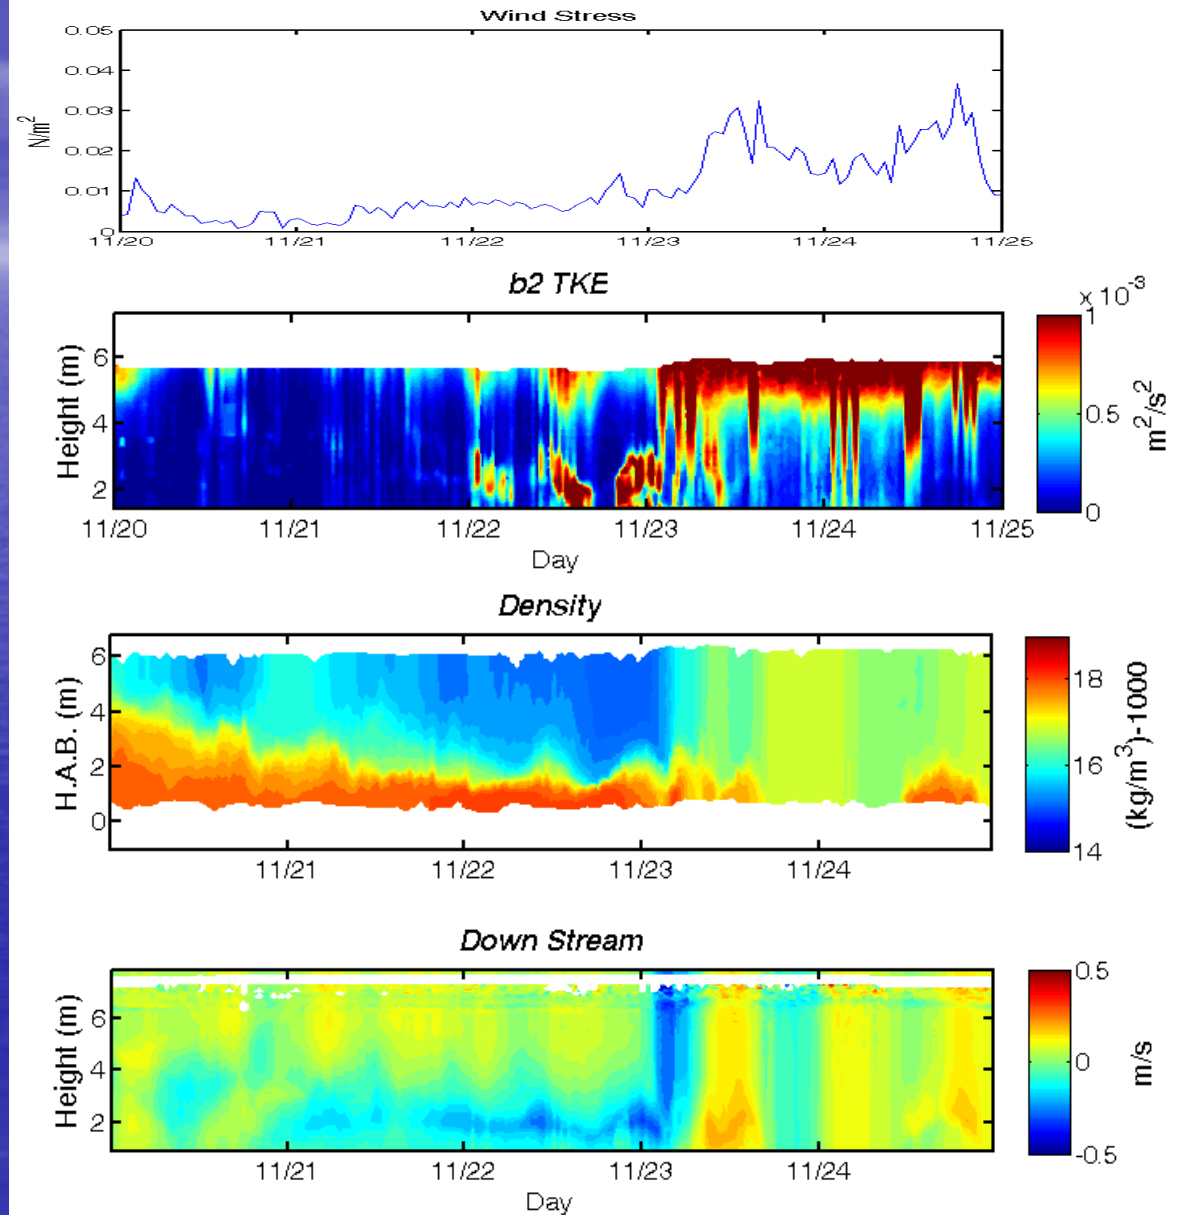 Wind Stress
0.05
0.04
0.03
0.02
0.01
0
N/m²
11/20 11/21 11/22 11/23 11/24 11/25
b2 TKE
x 10⁻³
6
4
2
Height (m)
1
0.5
0
m²/s²
11/20 11/21 11/22 11/23 11/24 11/25
Day
Density
6
4
2
0
H.A.B. (m)
18
16
14
(kg/m³)-1000
11/21 11/22 11/23 11/24
Down Stream
6
4
2
Height (m)
0.5
0
-0.5
m/s
11/21 11/22 11/23 11/24
Day